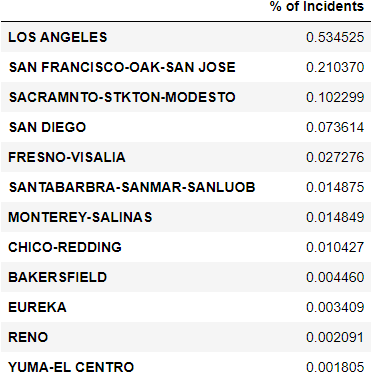 % of Incidents
LOS ANGELES 0.534525
SAN FRANCISCO-OAK-SAN JOSE 0.210370
SACRAMNTO-STKTON-MODESTO 0.102299
SAN DIEGO 0.073614
FRESNO-VISALIA 0.027276
SANTABARBRA-SANMAR-SANLUOB 0.014875
MONTEREY-SALINAS 0.014849
CHICO-REDDING 0.010427
BAKERSFIELD 0.004460
EUREKA 0.003409
RENO 0.002091
YUMA-EL CENTRO 0.001805